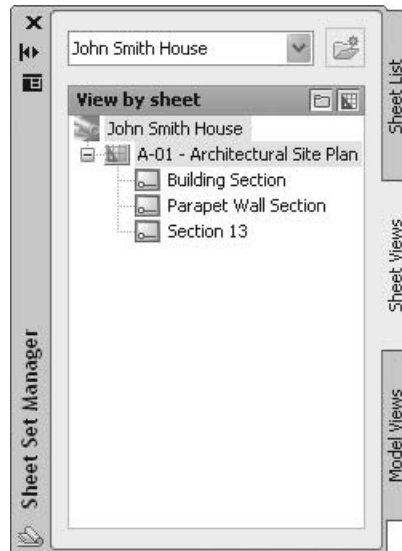 John Smith House
View by sheet
John Smith House
A-01 - Architectural Site Plan
Building Section
Parapet Wall Section
Section 13
Sheet Set Manager
Sheet List
Sheet Views
Model Views